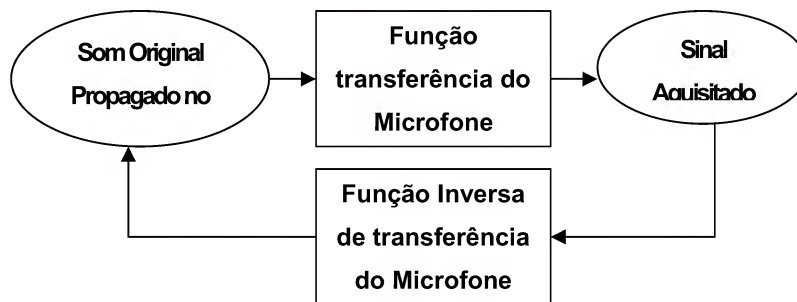 Som Original
Propagado no
Função
transferência do
Microfone
Sinal
Aquisitado
Função Inversa
de transferência
do Microfone